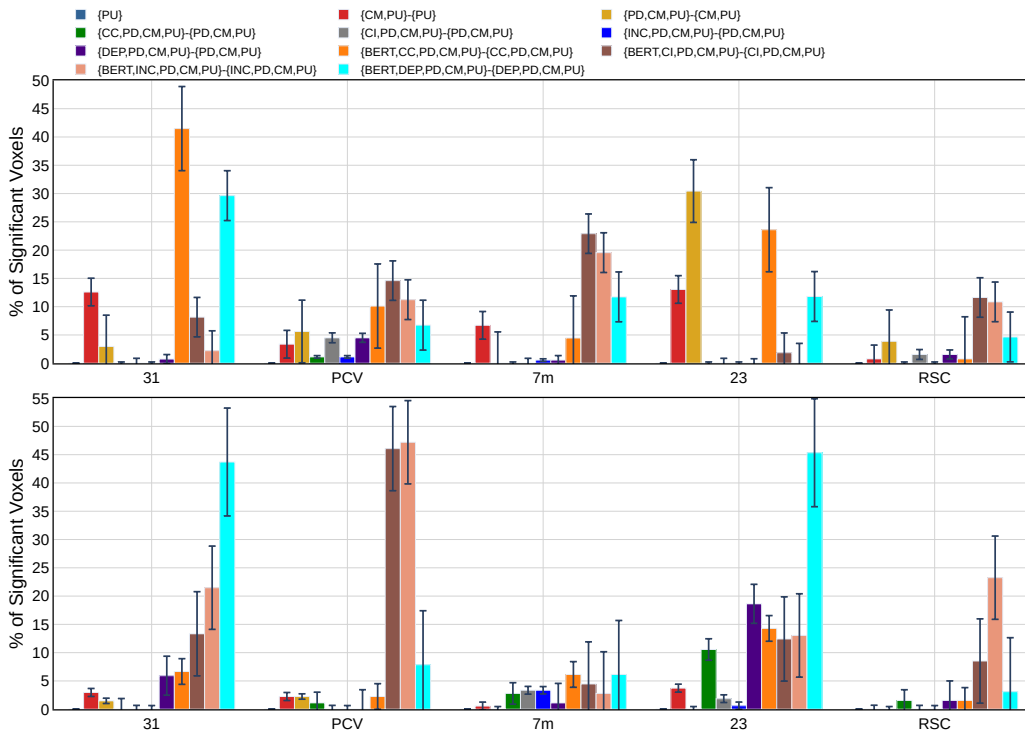 {PU} {CM,PU}-{PU} {PD,CM,PU}-{CM,PU}
{CC,PD,CM,PU}-{PD,CM,PU} {CI,PD,CM,PU}-{PD,CM,PU} {INC,PD,CM,PU}-{PD,CM,PU}
{DEP,PD,CM,PU}-{PD,CM,PU} {BERT,CC,PD,CM,PU}-{CC,PD,CM,PU} {BERT,CI,PD,CM,PU}-{CI,PD,CM,PU}
{BERT,INC,PD,CM,PU}-{INC,PD,CM,PU} {BERT,DEP,PD,CM,PU}-{DEP,PD,CM,PU}
% of Significant Voxels
50
45
40
35
30
25
20
15
10
5
0
31 PCV 7m 23 RSC
% of Significant Voxels
55
50
45
40
35
30
25
20
15
10
5
0
31 PCV 7m 23 RSC